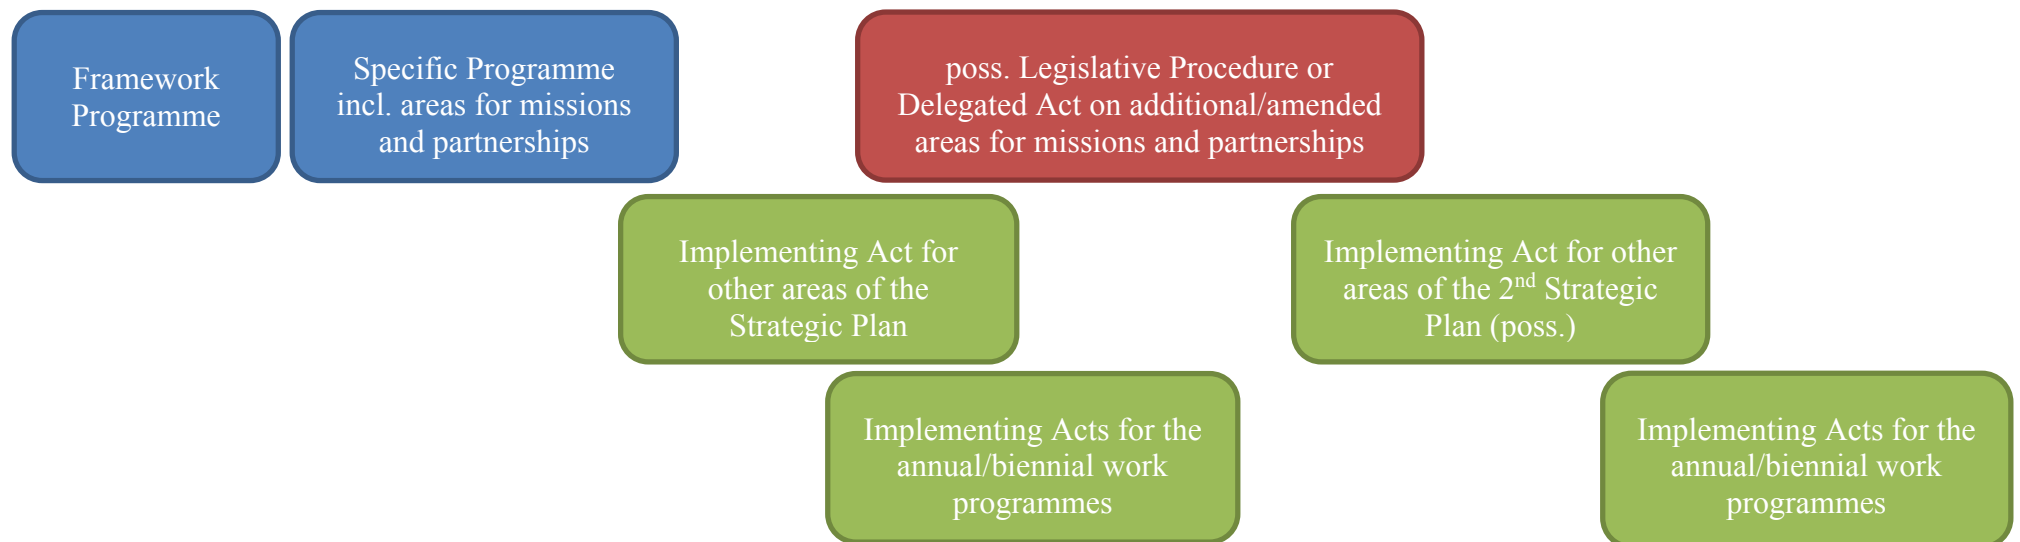 Framework
Programme
Specific Programme
incl. areas for missions
and partnerships
poss. Legislative Procedure or
Delegated Act on additional/amended
areas for missions and partnerships
Implementing Act for
other areas of the
Strategic Plan
Implementing Act for other
areas of the 2nd Strategic
Plan (poss.)
Implementing Acts for the
annual/biennial work
programmes
Implementing Acts for the
annual/biennial work
programmes